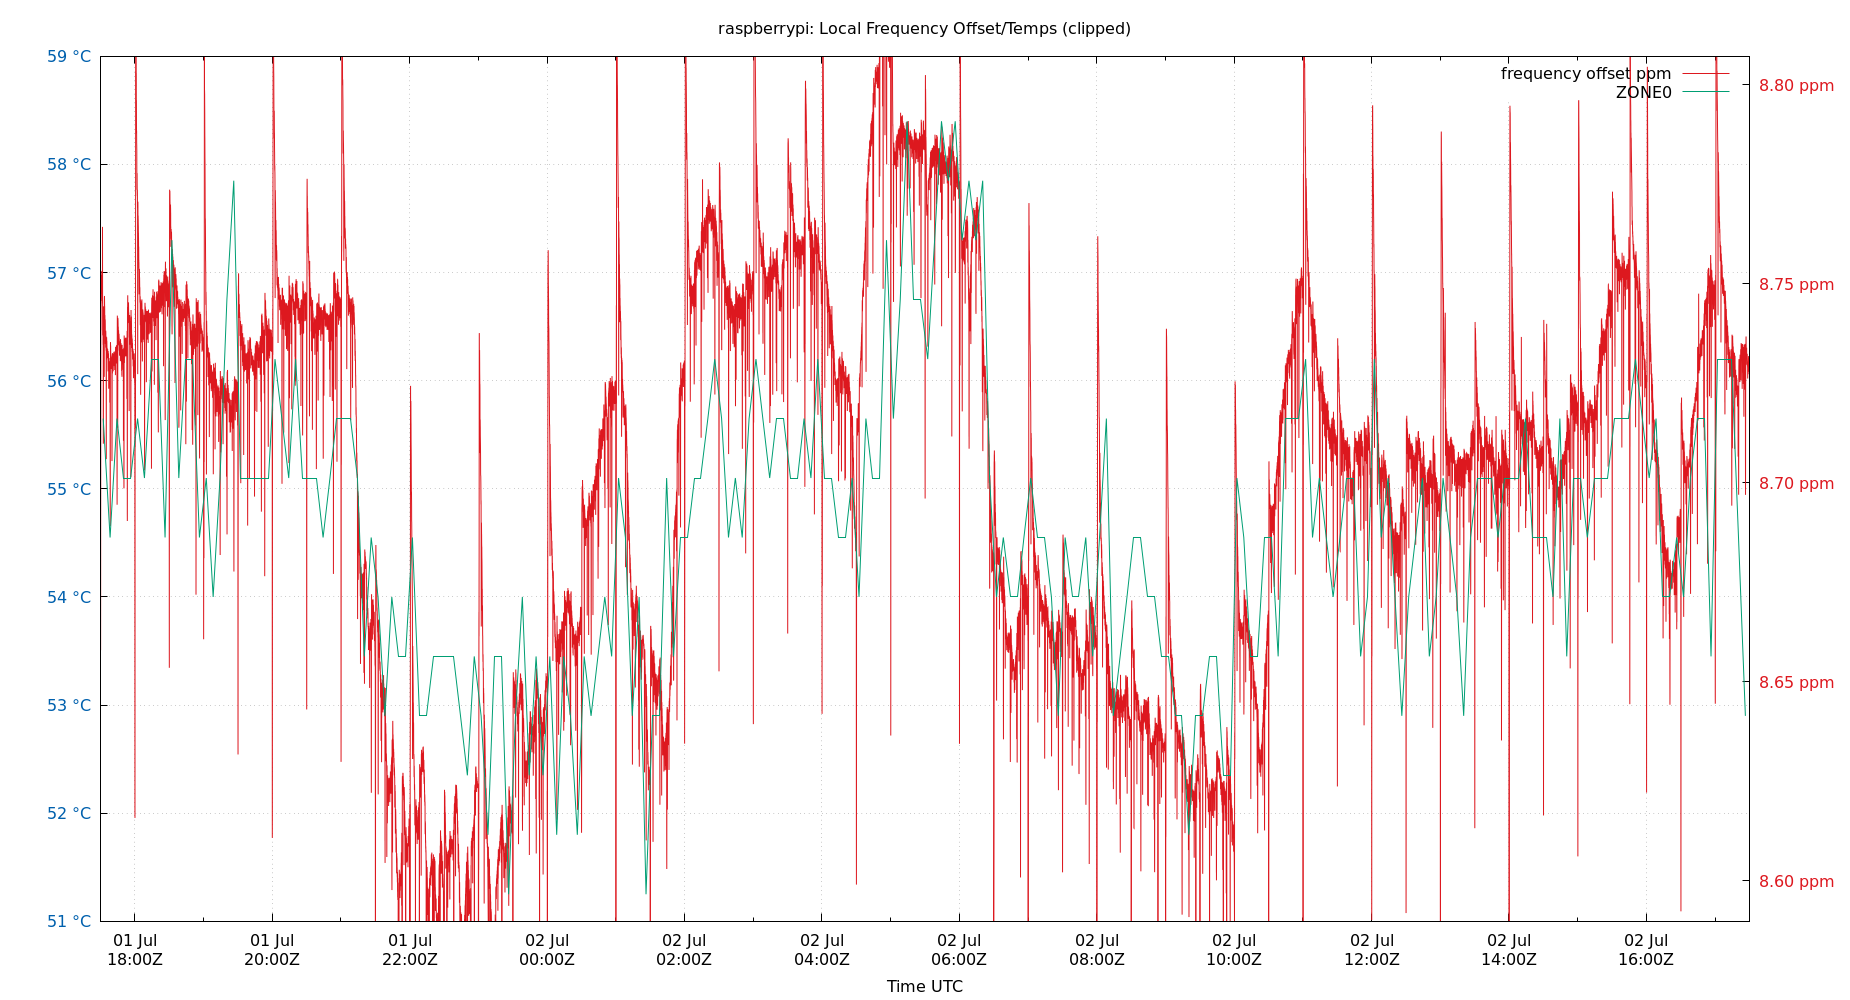 raspberrypi: Local Frequency Offset/Temps (clipped)
59 °C
58 °C
57 °C
56 °C
55 °C
54 °C
53 °C
52 °C
51 °C
frequency offset ppm
ZONE0
8.80 ppm
8.75 ppm
8.70 ppm
8.65 ppm
8.60 ppm
01 Jul 01 Jul 01 Jul 02 Jul 02 Jul 02 Jul 02 Jul 02 Jul 02 Jul 02 Jul 02 Jul 02 Jul
18:00Z 20:00Z 22:00Z 00:00Z 02:00Z 04:00Z 06:00Z 08:00Z 10:00Z 12:00Z 14:00Z 16:00Z
Time UTC